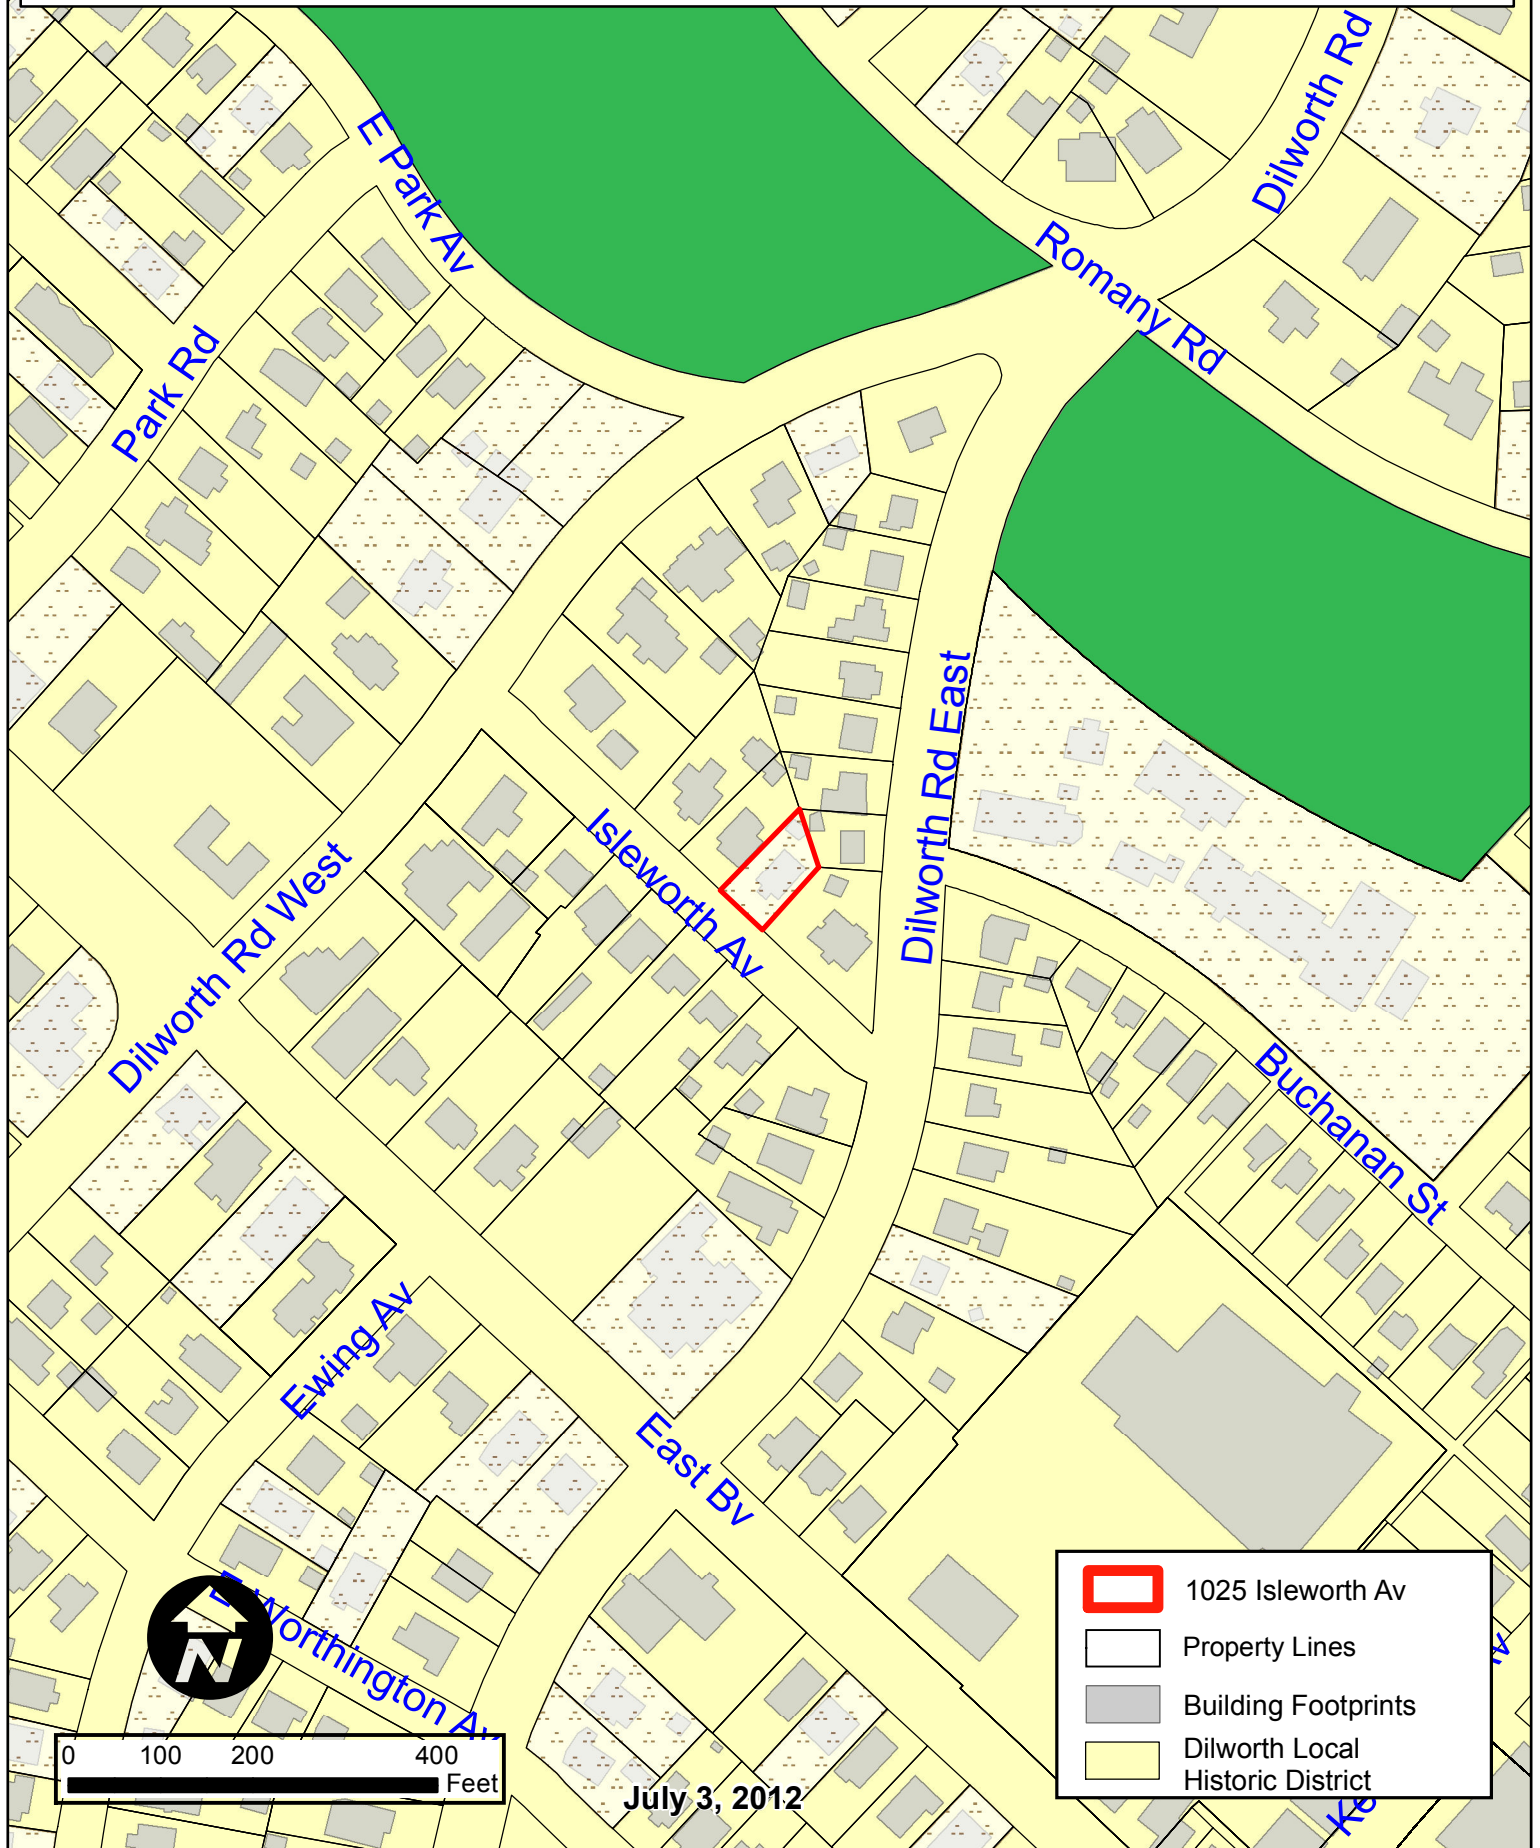 Dilworth Rd
E Park Av
Romany Rd
Park Rd
Dilworth Rd East
Isleworth Av
Dilworth Rd West
Buchanan St
Ewing Av
East Bv
E Worthington Av
N
0 100 200 400
Feet
July 3, 2012
1025 Isleworth Av
Property Lines
Building Footprints
Dilworth Local
Historic District